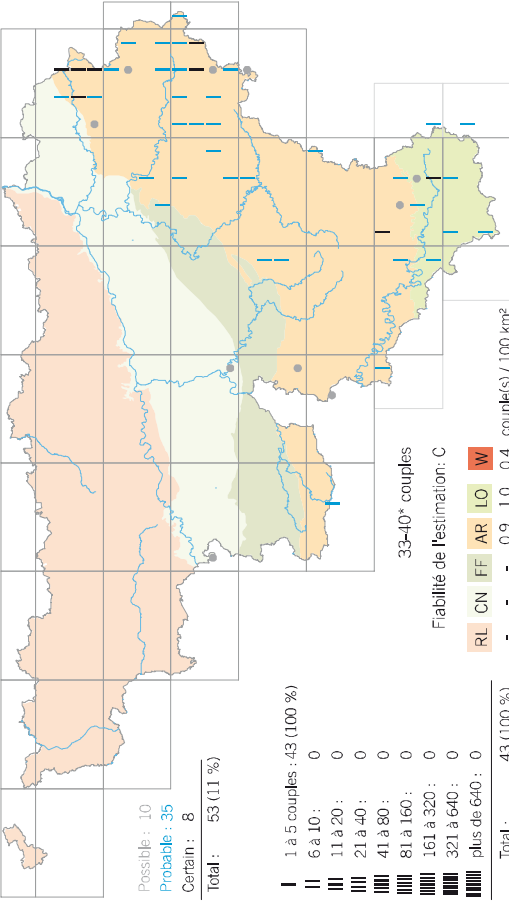 Possible : 10
Probable : 35
Certain : 8
Total : 53 (11 %)
1 à 5 couples : 43 (100 %)
6 à 10 : 0
11 à 20 : 0
21 à 40 : 0
41 à 80 : 0
81 à 160 : 0
161 à 320 : 0
321 à 640 : 0
plus de 640 : 0
Total : 43 (100 %)
33-40* couples
Fiabilité de l'estimation: C
RL CN FF AR LO W
- - - 0.9 1.0 0.4 couple(s) / 100 km²